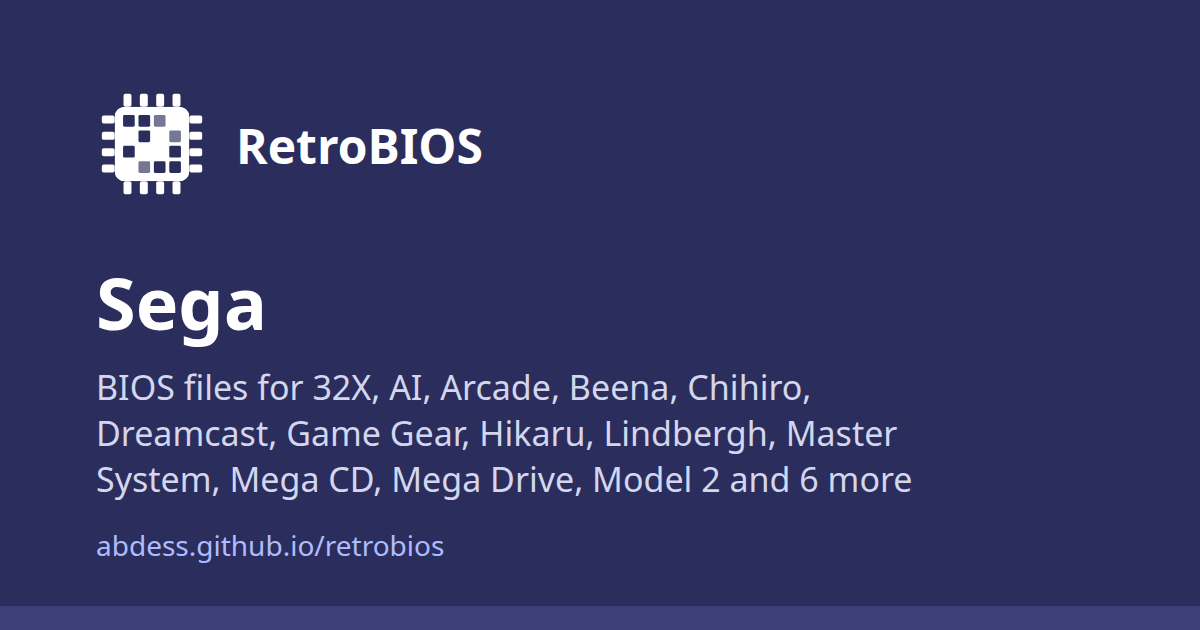 RetroBIOS
Sega
BIOS files for 32X, AI, Arcade, Beena, Chihiro,
Dreamcast, Game Gear, Hikaru, Lindbergh, Master
System, Mega CD, Mega Drive, Model 2 and 6 more
abdess.github.io/retrobios